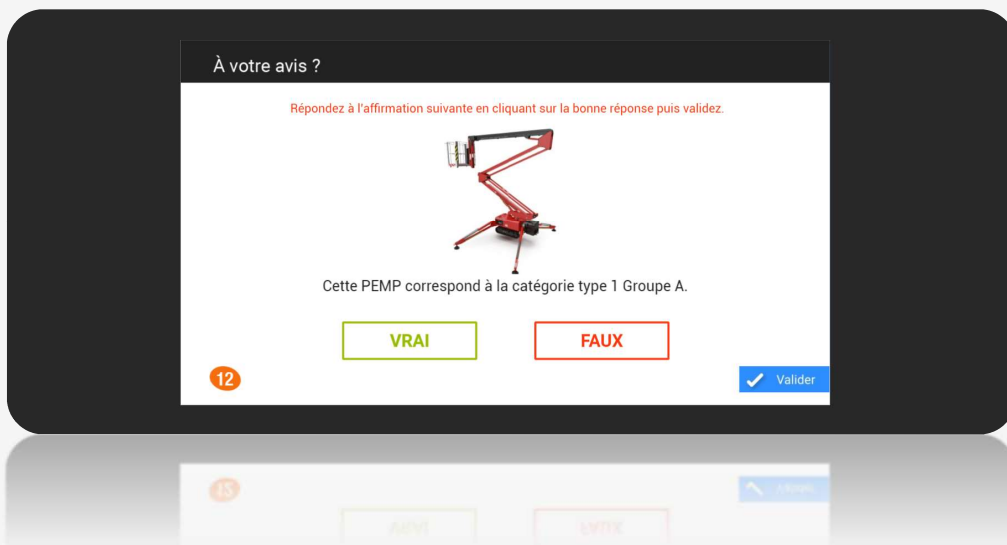 À votre avis ?
Répondez à l'affirmation suivante en cliquant sur la bonne réponse puis validez.
Cette PEMP correspond à la catégorie type 1 Groupe A.
VRAI
FAUX
12
Valider